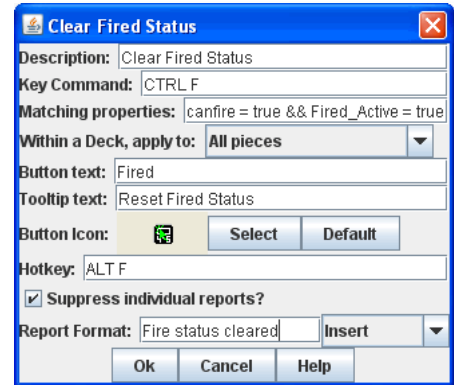 Clear Fired Status
Description: Clear Fired Status
Key Command: CTRL F
Matching properties: canfire = true && Fired_Active = true
Within a Deck, apply to: All pieces
Button text: Fired
Tooltip text: Reset Fired Status
Button Icon: Select Default
Hotkey: ALT F
Suppress individual reports?
Report Format: Fire status cleared Insert
Ok Cancel Help